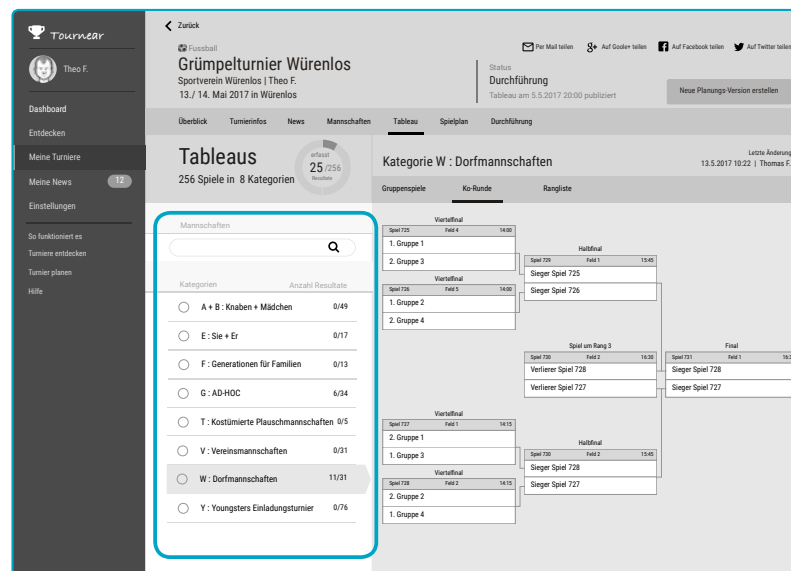 Tournear
Theo F.
Dashboard
Entdecken
Meine Turniere
Meine News 12
Einstellungen
So funktioniert es
Turniere entdecken
Turnier planen
Hilfe
Zurück
Fussball
Grümpelturnier Würenlos
Sportverein Würenlos | Theo F.
13./ 14. Mai 2017 in Würenlos
Per Mail teilen
Auf Goole+ teilen
Auf Facebook teilen
Auf Twitter teilen
Status
Durchführung
Tableau am 5.5.2017 20:00 publiziert
Neue Planungs-Version erstellen
Überblick Turnierinfos News Mannschaften Tableau Spielplan Durchführung
Tableaus
256 Spiele in 8 Kategorien
erfasst
25 /256
Resultate
Kategorie W : Dorfmannschaften
Letzte Änderung
13.5.2017 10:22 | Thomas F.
Gruppenspiele Ko-Runde Rangliste
Mannschaften
Kategorien Anzahl Resultate
A + B : Knaben + Mädchen 0/49
E : Sie + Er 0/17
F : Generationen für Familien 0/13
G : AD-HOC 6/34
T : Kostümierte Plauschmannschaften 0/5
V : Vereinsmannschaften 0/31
W : Dorfmannschaften 11/31
Y : Youngsters Einladungsturnier 0/76
Viertelfinal
Spiel 725 Feld 4 14:00
1. Gruppe 1
2. Gruppe 3
Viertelfinal
Spiel 726 Feld 5 14:00
1. Gruppe 2
2. Gruppe 4
Halbfinal
Spiel 729 Feld 1 15:45
Sieger Spiel 725
Sieger Spiel 726
Spiel um Rang 3
Spiel 730 Feld 2 16:30
Verlierer Spiel 728
Verlierer Spiel 727
Final
Spiel 731 Feld 1
Sieger Spiel 728
Sieger Spiel 727
Viertelfinal
Spiel 727 Feld 1 14:15
2. Gruppe 1
1. Gruppe 3
Viertelfinal
Spiel 728 Feld 2 14:15
2. Gruppe 2
1. Gruppe 4
Halbfinal
Spiel 730 Feld 2 15:45
Sieger Spiel 728
Sieger Spiel 727